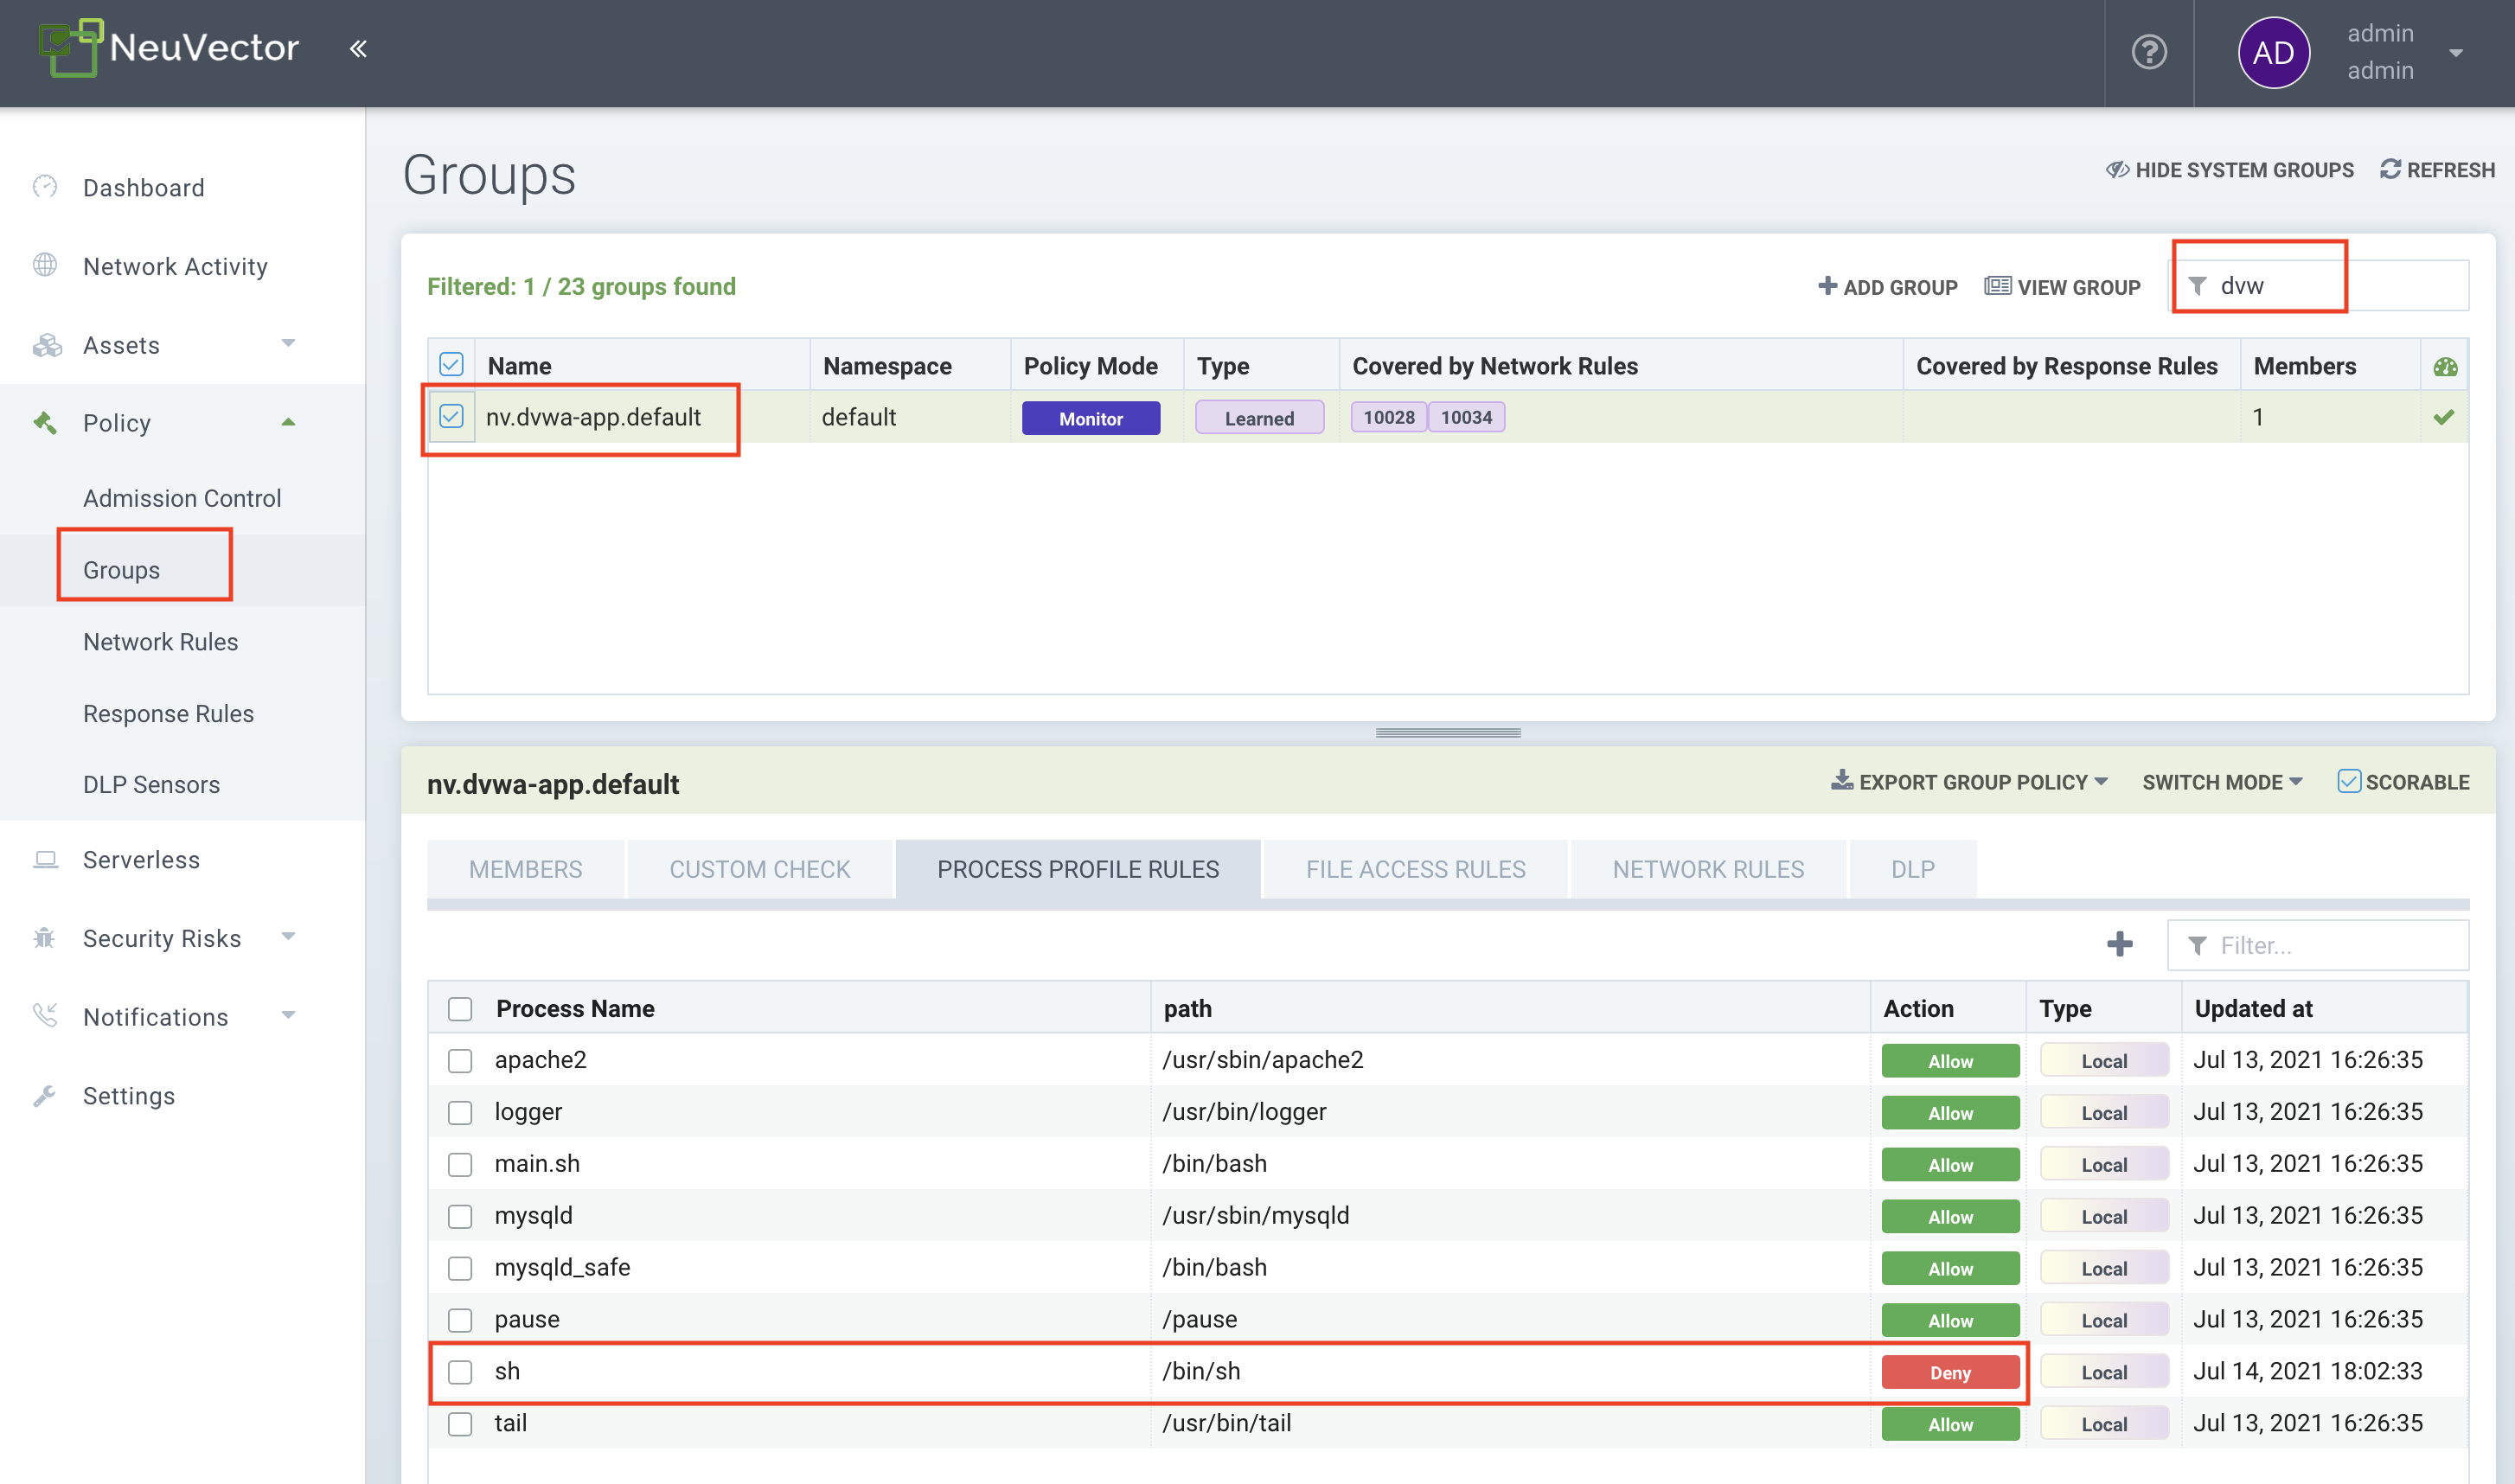 NeuVector
«
AD
admin
admin
Dashboard
Network Activity
Assets
Policy
Admission Control
Groups
Network Rules
Response Rules
DLP Sensors
Serverless
Security Risks
Notifications
Settings
Groups
HIDE SYSTEM GROUPS REFRESH
Filtered: 1 / 23 groups found
ADD GROUP VIEW GROUP dvw
Name Namespace Policy Mode Type Covered by Network Rules Covered by Response Rules Members
nv.dvwa-app.default default Monitor Learned 10028 10034 1
nv.dvwa-app.default
EXPORT GROUP POLICY SWITCH MODE SCORABLE
MEMBERS CUSTOM CHECK PROCESS PROFILE RULES FILE ACCESS RULES NETWORK RULES DLP
Filter...
Process Name path Action Type Updated at
apache2 /usr/sbin/apache2 Allow Local Jul 13, 2021 16:26:35
logger /usr/bin/logger Allow Local Jul 13, 2021 16:26:35
main.sh /bin/bash Allow Local Jul 13, 2021 16:26:35
mysqld /usr/sbin/mysqld Allow Local Jul 13, 2021 16:26:35
mysqld_safe /bin/bash Allow Local Jul 13, 2021 16:26:35
pause /pause Allow Local Jul 13, 2021 16:26:35
sh /bin/sh Deny Local Jul 14, 2021 18:02:33
tail /usr/bin/tail Allow Local Jul 13, 2021 16:26:35